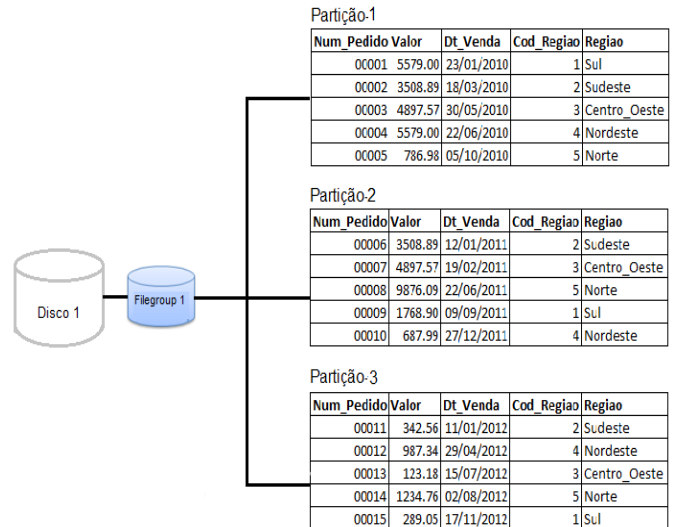 Partição-1
Num_Pedido Valor Dt_Venda Cod_Regiao Regiao
00001 5579.00 23/01/2010 1 Sul
00002 3508.89 18/03/2010 2 Sudeste
00003 4897.57 30/05/2010 3 Centro_Oeste
00004 5579.00 22/06/2010 4 Nordeste
00005 786.98 05/10/2010 5 Norte
Partição-2
Num_Pedido Valor Dt_Venda Cod_Regiao Regiao
00006 3508.89 12/01/2011 2 Sudeste
00007 4897.57 19/02/2011 3 Centro_Oeste
00008 9876.09 22/06/2011 5 Norte
00009 1768.90 09/09/2011 1 Sul
00010 687.99 27/12/2011 4 Nordeste
Disco 1
Filegroup 1
Partição-3
Num_Pedido Valor Dt_Venda Cod_Regiao Regiao
00011 342.56 11/01/2012 2 Sudeste
00012 987.34 29/04/2012 4 Nordeste
00013 123.18 15/07/2012 3 Centro_Oeste
00014 1234.76 02/08/2012 5 Norte
00015 289.05 17/11/2012 1 Sul